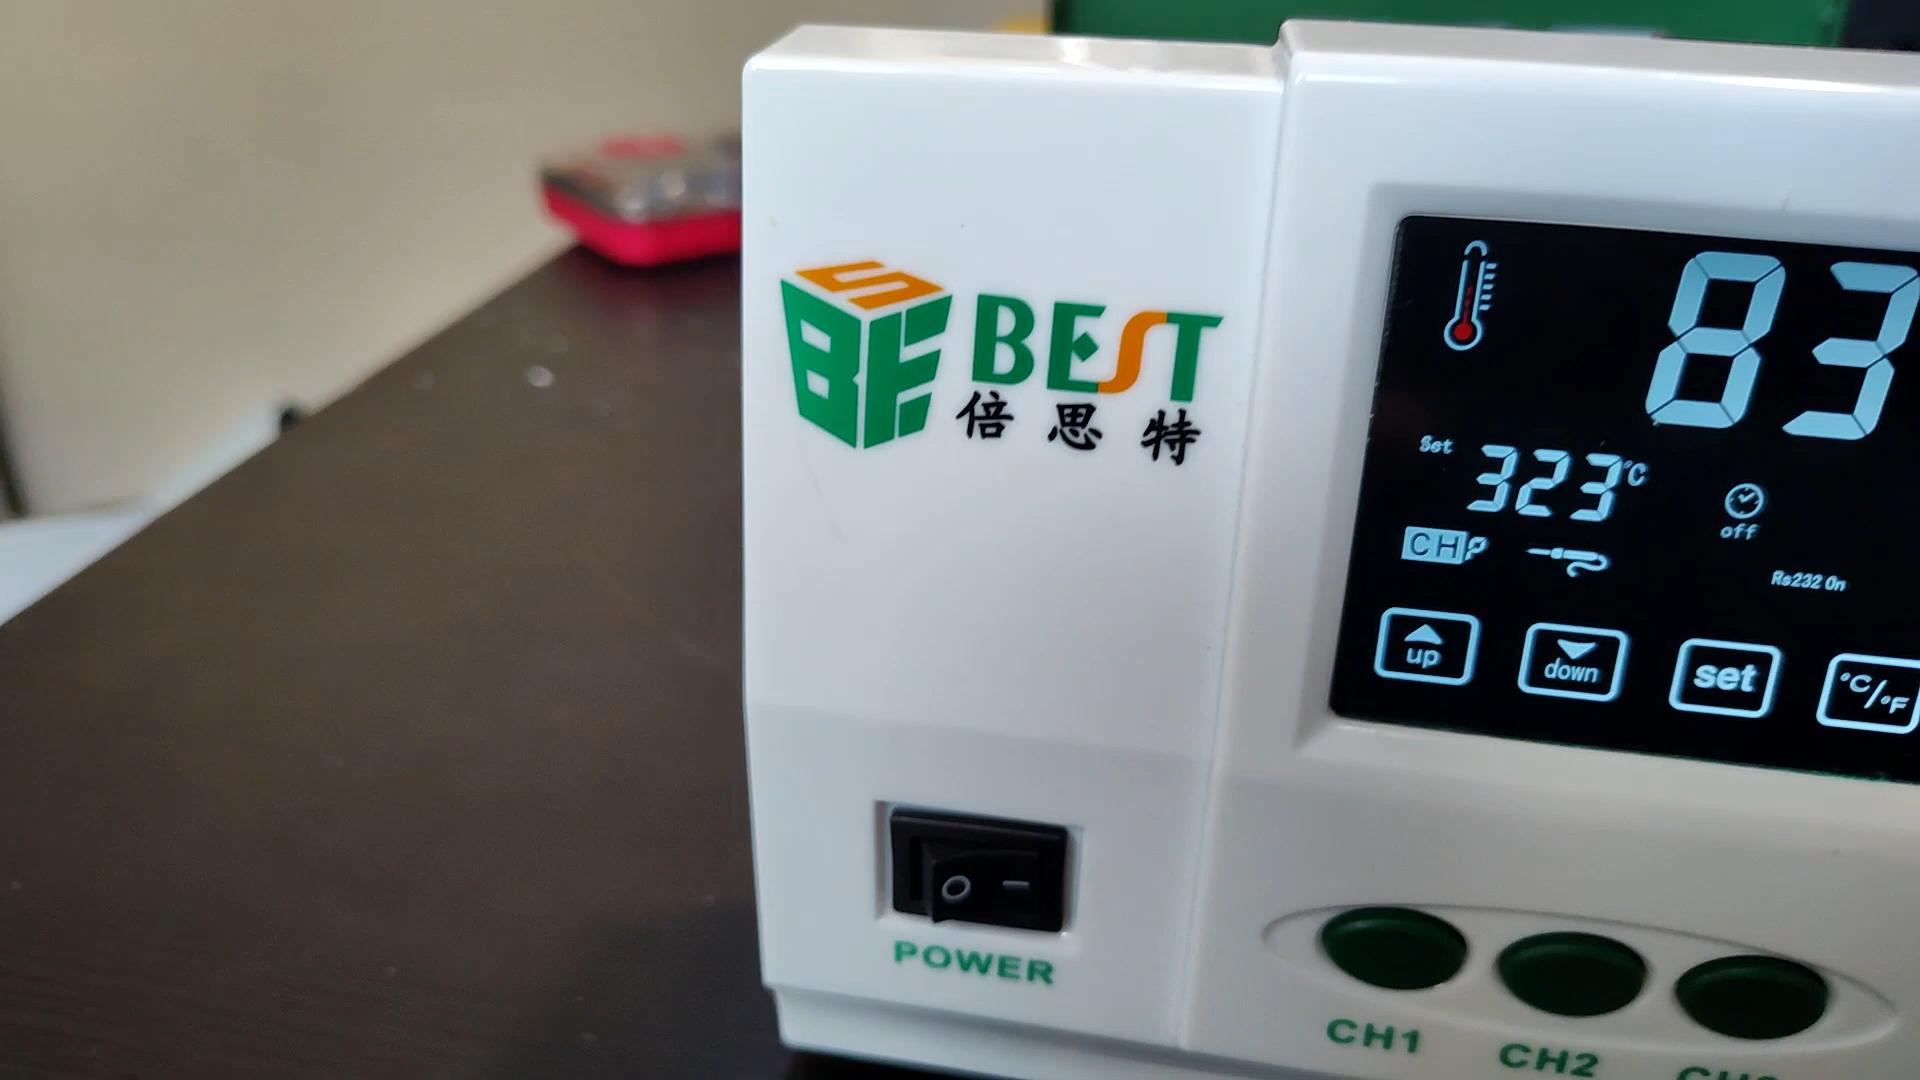 BEST
倍思特
83
Set 323°C
off
CH
Rs232 On
up
down
set
°C/°F
POWER
CH1
CH2